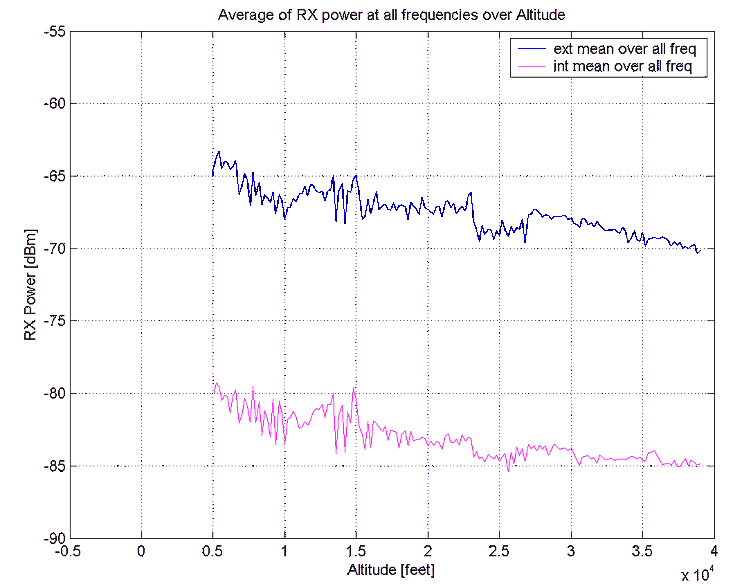 Average of RX power at all frequencies over Altitude
ext mean over all freq
int mean over all freq
RX Power [dBm]
-55
-60
-65
-70
-75
-80
-85
-90
-0.5 0 0.5 1 1.5 2 2.5 3 3.5 4
Altitude [feet]
x 10^4